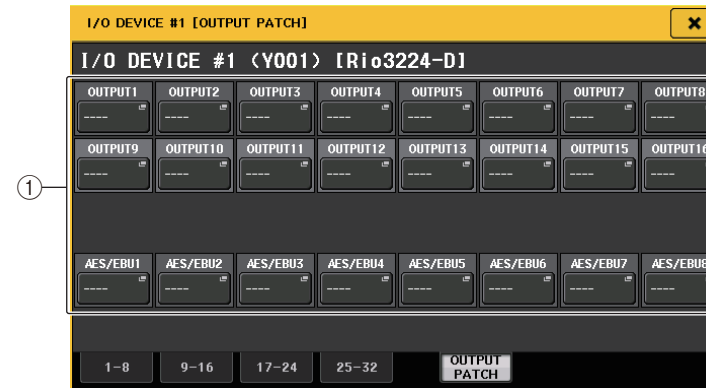 I/O DEVICE #1 [OUTPUT PATCH]
I/O DEVICE #1 (Y001) [Rio3224-D]
OUTPUT1 OUTPUT2 OUTPUT3 OUTPUT4 OUTPUT5 OUTPUT6 OUTPUT7 OUTPUT8
---- ---- ---- ---- ---- ---- ---- ----
OUTPUT9 OUTPUT10 OUTPUT11 OUTPUT12 OUTPUT13 OUTPUT14 OUTPUT15 OUTPUT16
---- ---- ---- ---- ---- ---- ---- ----
①
AES/EBU1 AES/EBU2 AES/EBU3 AES/EBU4 AES/EBU5 AES/EBU6 AES/EBU7 AES/EBU8
---- ---- ---- ---- ---- ---- ---- ----
1-8 9-16 17-24 25-32 OUTPUT
PATCH